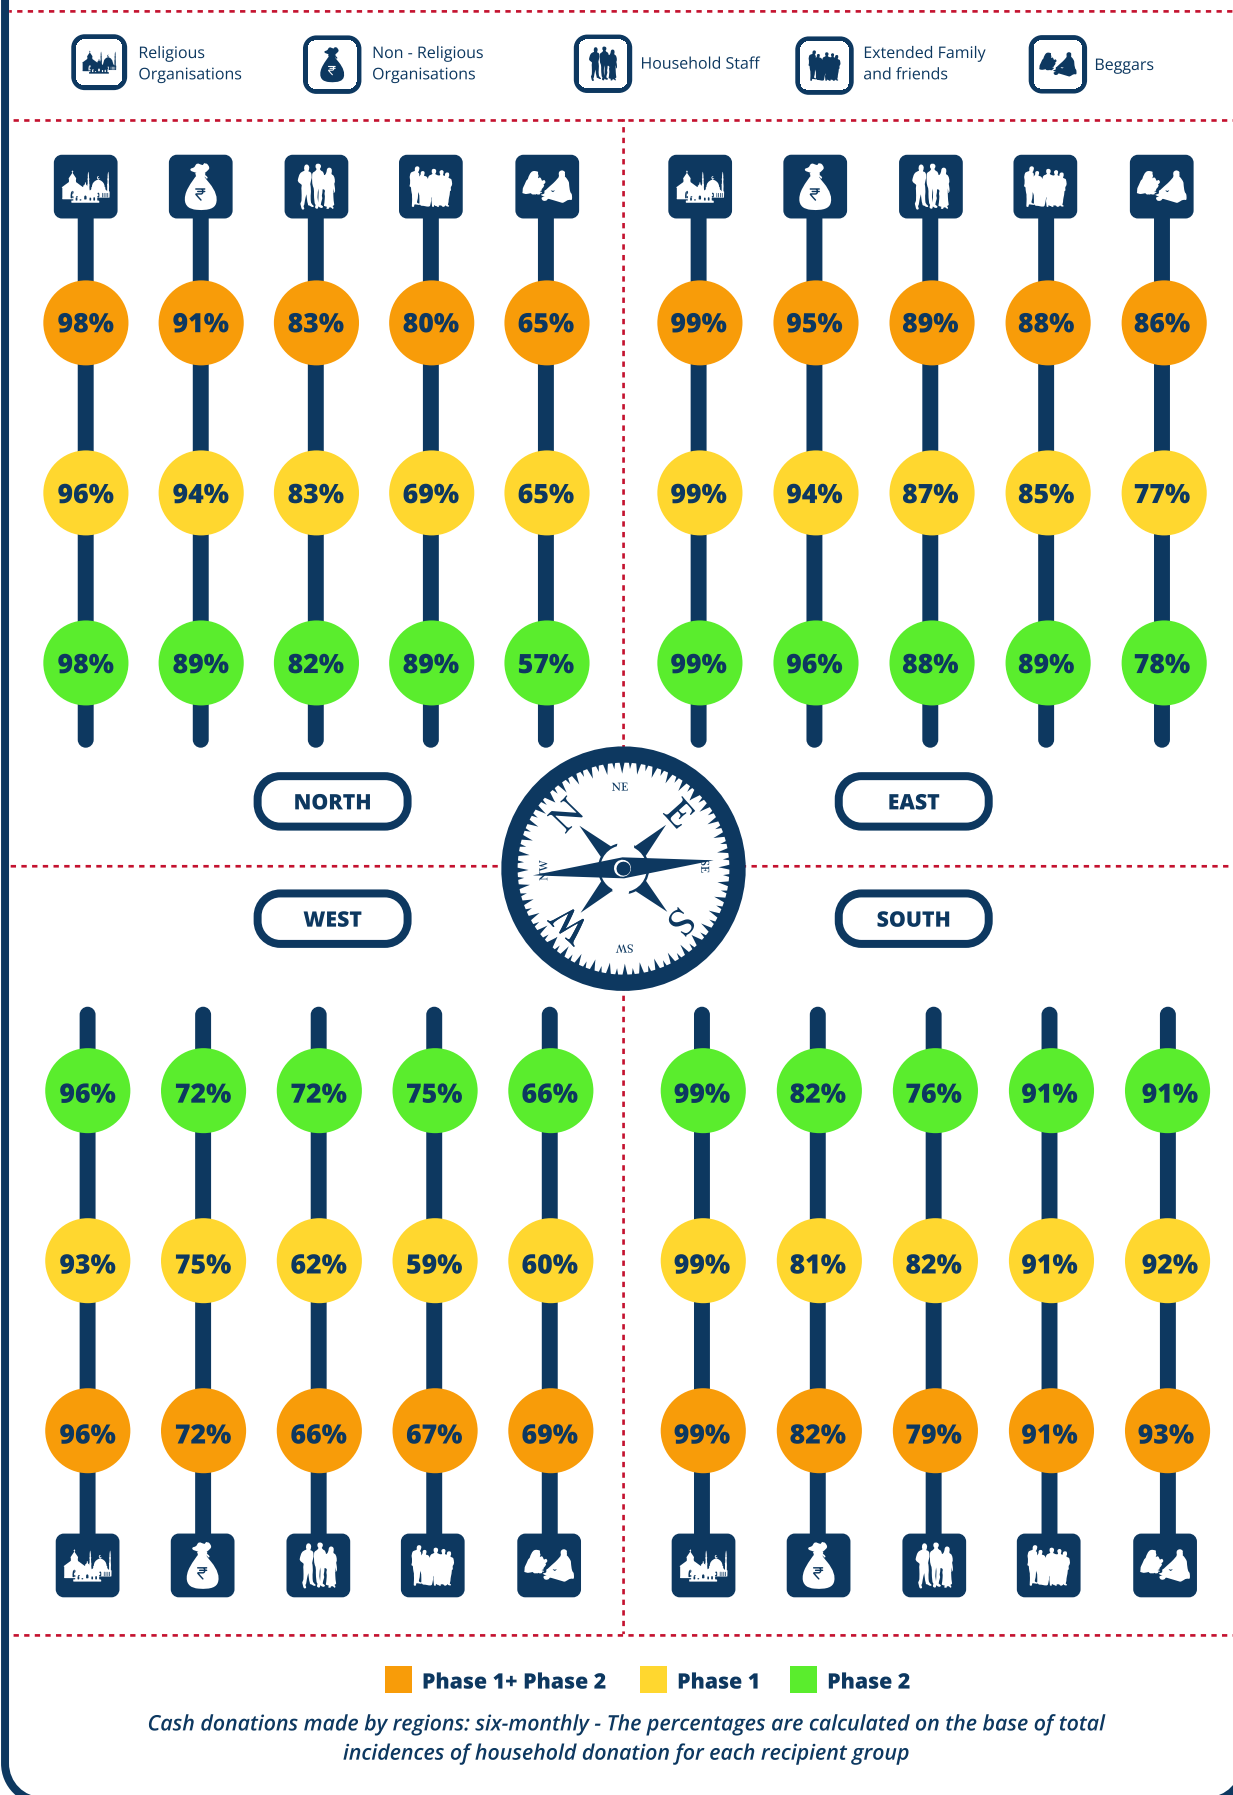 Religious
Organisations
Non - Religious
Organisations
Household Staff
Extended Family
and friends
Beggars
98% 91% 83% 80% 65%
99% 95% 89% 88% 86%
96% 94% 83% 69% 65%
99% 94% 87% 85% 77%
98% 89% 82% 89% 57%
99% 96% 88% 89% 78%
NORTH
EAST
NE
N E
NW SE
W S
SW
WEST
SOUTH
96% 72% 72% 75% 66%
99% 82% 76% 91% 91%
93% 75% 62% 59% 60%
99% 81% 82% 91% 92%
96% 72% 66% 67% 69%
99% 82% 79% 91% 93%
Phase 1+ Phase 2
Phase 1
Phase 2
Cash donations made by regions: six-monthly - The percentages are calculated on the base of total
incidences of household donation for each recipient group